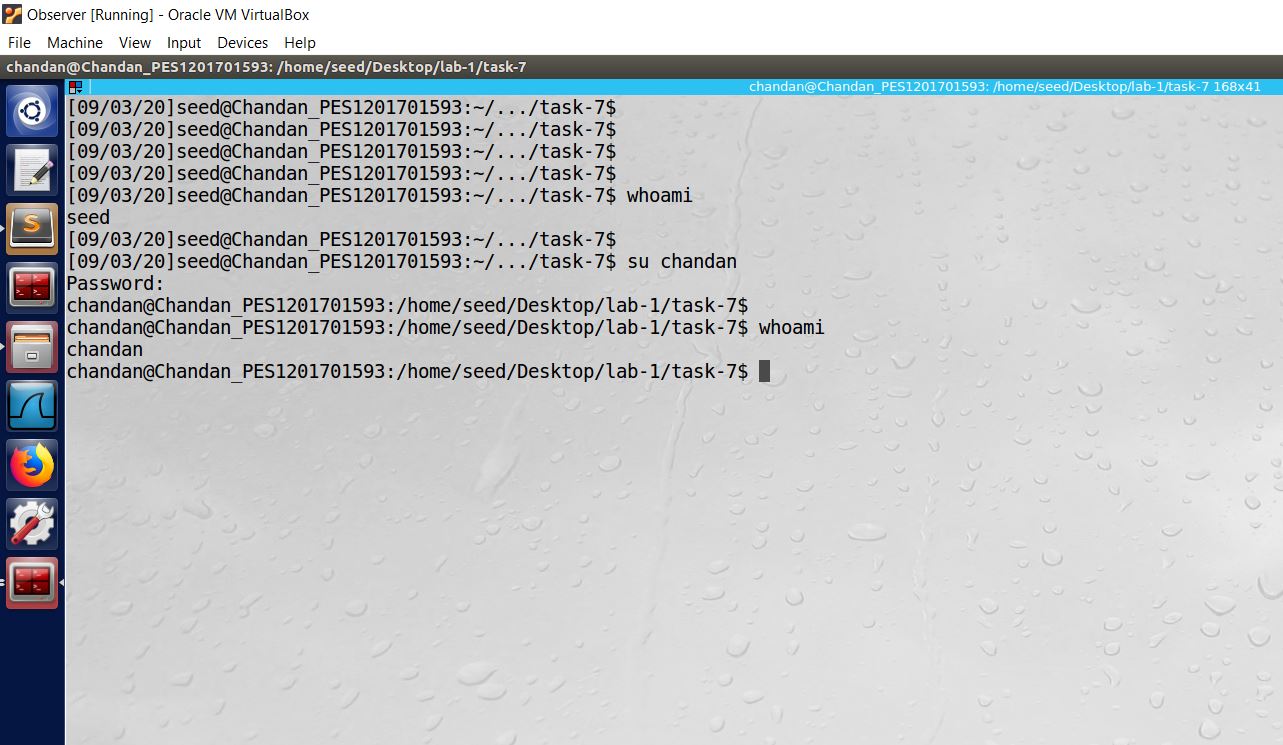 Observer [Running] - Oracle VM VirtualBox
File Machine View Input Devices Help
chandan@Chandan_PES1201701593: /home/seed/Desktop/lab-1/task-7
chandan@Chandan_PES1201701593: /home/seed/Desktop/lab-1/task-7 168x41
[09/03/20]seed@Chandan_PES1201701593:~/.../task-7$
[09/03/20]seed@Chandan_PES1201701593:~/.../task-7$
[09/03/20]seed@Chandan_PES1201701593:~/.../task-7$
[09/03/20]seed@Chandan_PES1201701593:~/.../task-7$
[09/03/20]seed@Chandan_PES1201701593:~/.../task-7$ whoami
seed
[09/03/20]seed@Chandan_PES1201701593:~/.../task-7$
[09/03/20]seed@Chandan_PES1201701593:~/.../task-7$ su chandan
Password:
chandan@Chandan_PES1201701593:/home/seed/Desktop/lab-1/task-7$
chandan@Chandan_PES1201701593:/home/seed/Desktop/lab-1/task-7$ whoami
chandan
chandan@Chandan_PES1201701593:/home/seed/Desktop/lab-1/task-7$